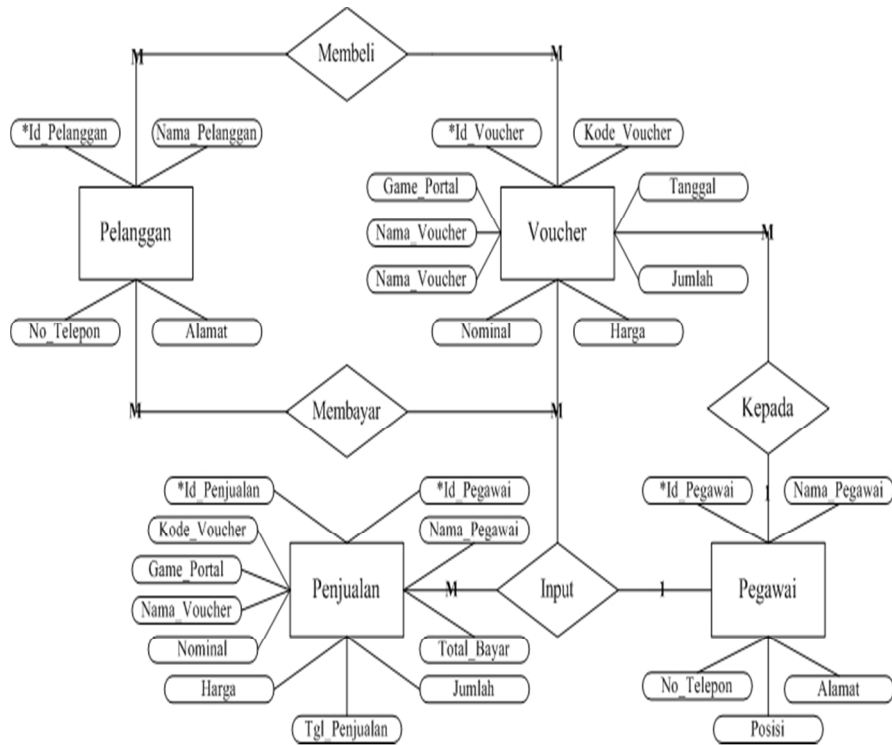 Membeli
M
M
*Id_Pelanggan
Nama_Pelanggan
*Id_Voucher
Kode_Voucher
Game_Portal
Tanggal
Pelanggan
Nama_Voucher
Voucher
M
Nama_Voucher
Jumlah
No_Telepon
Alamat
Nominal
Harga
M
Membayar
M
Kepada
*Id_Penjualan
*Id_Pegawai
*Id_Pegawai
1
Nama_Pegawai
Kode_Voucher
Nama_Pegawai
Game_Portal
Penjualan
M
Input
1
Pegawai
Nama_Voucher
Nominal
Total_Bayar
Harga
Jumlah
No_Telepon
Alamat
Tgl_Penjualan
Posisi